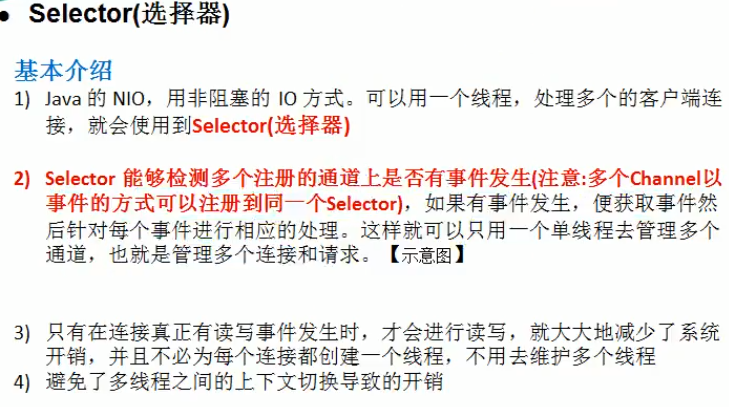 • Selector(选择器)
基本介绍
1) Java 的 NIO，用非阻塞的 IO 方式。可以用一个线程，处理多个的客户端连
接，就会使用到Selector(选择器)
2) Selector 能够检测多个注册的通道上是否有事件发生(注意:多个Channel以
事件的方式可以注册到同一个Selector)，如果有事件发生，便获取事件然
后针对每个事件进行相应的处理。这样就可以只用一个单线程去管理多个
通道，也就是管理多个连接和请求。【示意图】
3) 只有在连接真正有读写事件发生时，才会进行读写，就大大地减少了系统
开销，并且不必为每个连接都创建一个线程，不用去维护多个线程
4) 避免了多线程之间的上下文切换导致的开销